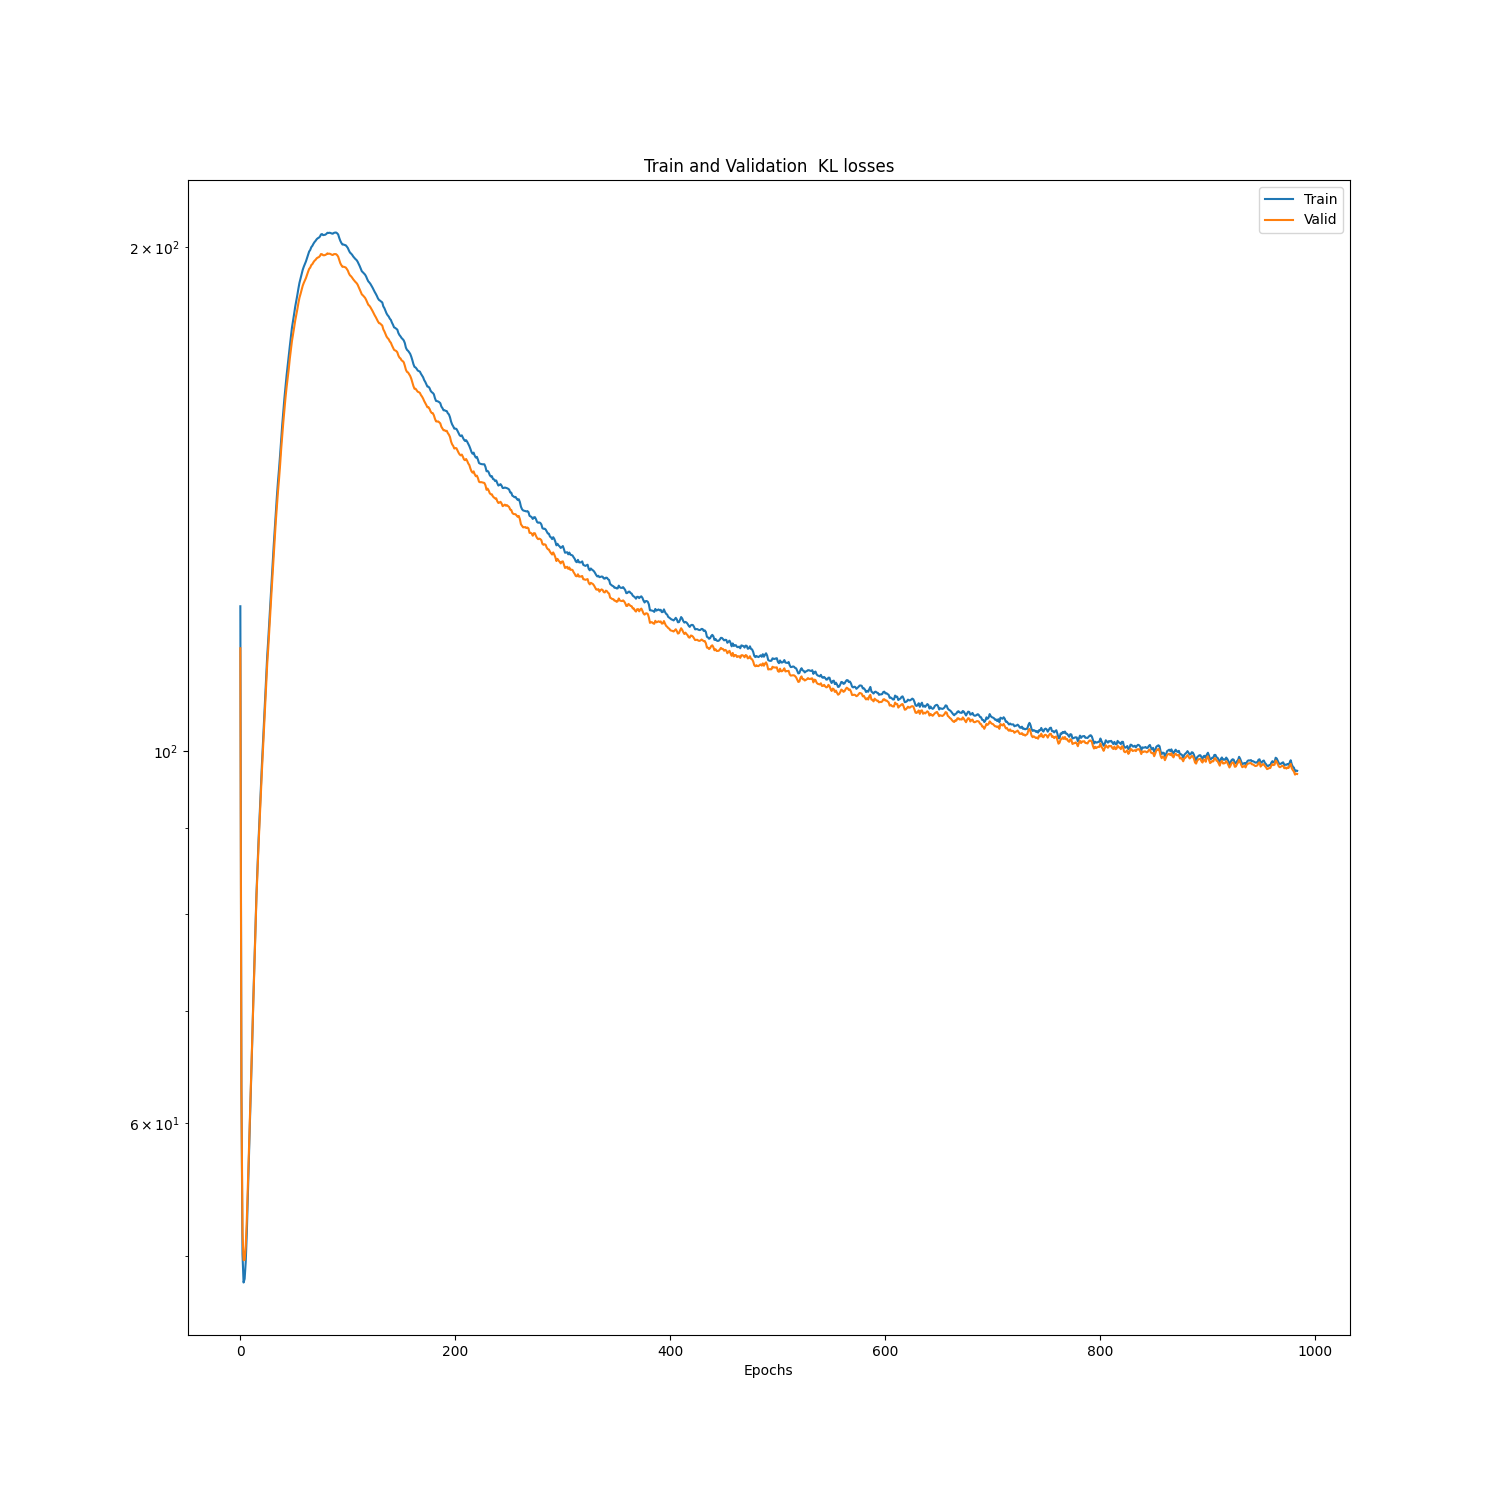 Train and Validation  KL losses
Train
Valid
2 × 10²
10²
6 × 10¹
0 200 400 600 800 1000
Epochs